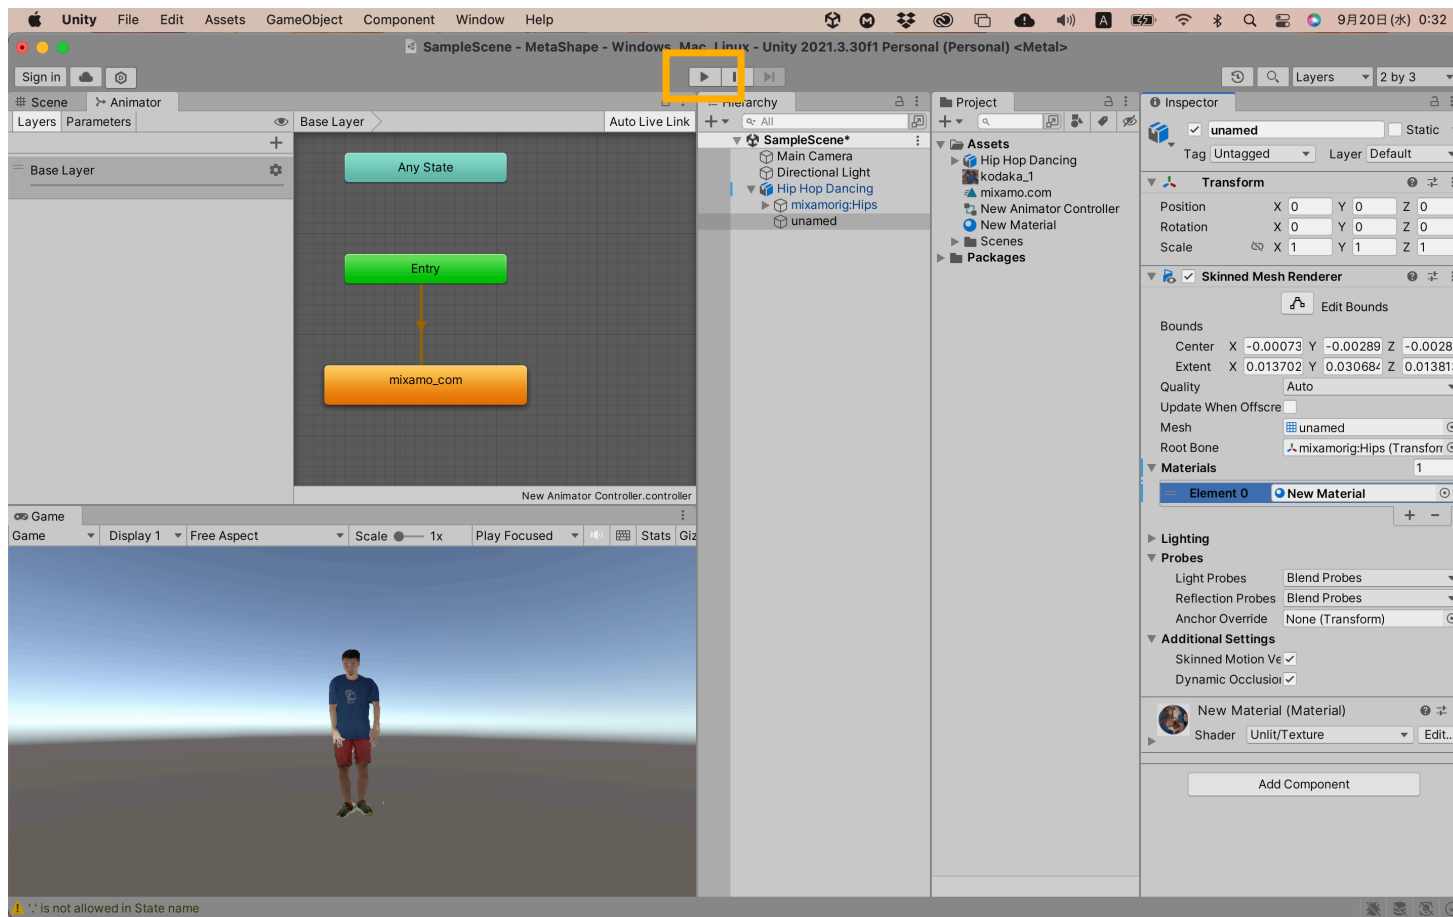 Unity File Edit Assets GameObject Component Window Help A 9月20日(水) 0:32
SampleScene - MetaShape - Windows, Mac, Linux - Unity 2021.3.30f1 Personal (Personal) <Metal>
Sign in Layers 2 by 3
Scene Animator
Layers Parameters Base Layer Auto Live Link
Base Layer
Any State
Entry
mixamo_com
New Animator Controller.controller
Game
Game Display 1 Free Aspect Scale 1x Play Focused Stats Giz
Hierarchy
All
SampleScene*
Main Camera
Directional Light
Hip Hop Dancing
mixamorig:Hips
unamed
Project
Assets
Hip Hop Dancing
kodaka_1
mixamo.com
New Animator Controller
New Material
Scenes
Packages
Inspector
unamed Static
Tag Untagged Layer Default
Transform
Position X 0 Y 0 Z 0
Rotation X 0 Y 0 Z 0
Scale X 1 Y 1 Z 1
Skinned Mesh Renderer
Edit Bounds
Bounds
Center X -0.00073 Y -0.00289 Z -0.0028
Extent X 0.013702 Y 0.030684 Z 0.01381
Quality Auto
Update When Offscre
Mesh unamed
Root Bone mixamorig:Hips (Transform
Materials 1
Element 0 New Material
+ -
Lighting
Probes
Light Probes Blend Probes
Reflection Probes Blend Probes
Anchor Override None (Transform)
Additional Settings
Skinned Motion Ve
Dynamic Occlusion
New Material (Material)
Shader Unlit/Texture Edit...
Add Component
'.' is not allowed in State name